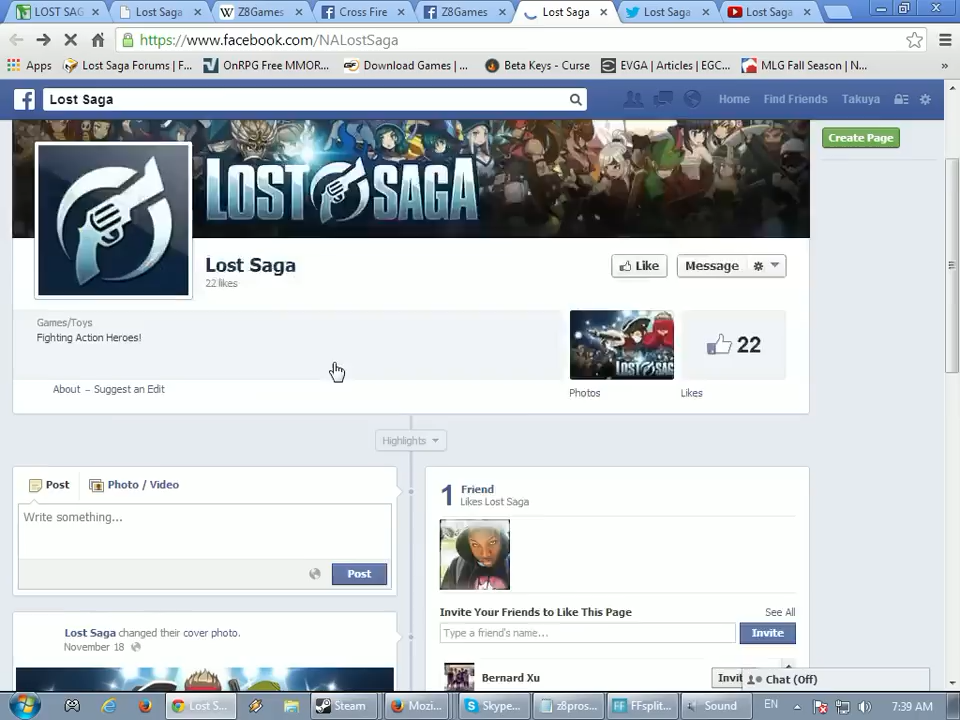 LOST SAG
Lost Saga
Z8Games
Cross Fire
Z8Games
Lost Saga
Lost Saga
Lost Saga
https://www.facebook.com/NALostSaga
Apps
Lost Saga Forums | F...
OnRPG Free MMOR...
Download Games | ...
Beta Keys - Curse
EVGA | Articles | EGC...
MLG Fall Season | N...
»
Lost Saga
Home
Find Friends
Takuya
Create Page
LOST SAGA
Lost Saga
22 likes
Like
Message
Games/Toys
Fighting Action Heroes!
LOST SAGA
22
About – Suggest an Edit
Photos
Likes
Highlights
Post
Photo / Video
Write something...
Post
1 Friend
Likes Lost Saga
Invite Your Friends to Like This Page
See All
Type a friend's name...
Invite
Lost Saga changed their cover photo.
November 18
Bernard Xu
Invit
Chat (Off)
Lost S...
Steam
Mozi...
Skype...
z8pros...
FFsplit...
Sound
EN
7:39 AM